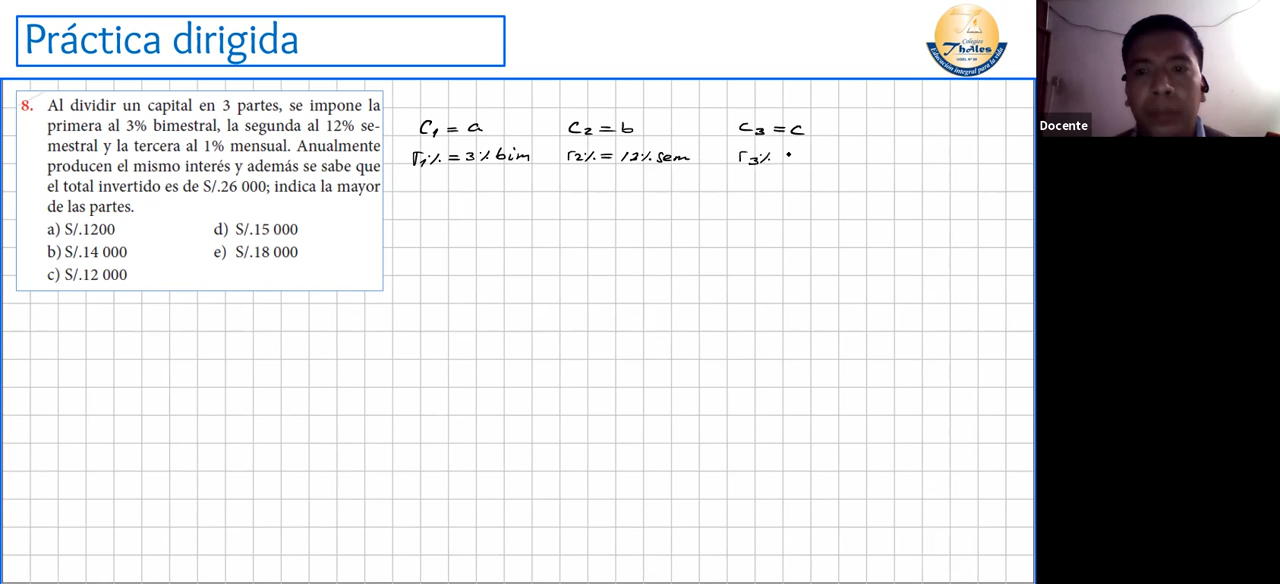 Práctica dirigida
Colegios
Thales
UGEL Nº 08
Educación integral para la vida
Docente
8. Al dividir un capital en 3 partes, se impone la
primera al 3% bimestral, la segunda al 12% se-
mestral y la tercera al 1% mensual. Anualmente
producen el mismo interés y además se sabe que
el total invertido es de S/.26 000; indica la mayor
de las partes.
a) S/.1200
d) S/.15 000
b) S/.14 000
e) S/.18 000
c) S/.12 000
C₁ = a
C₂ = b
C₃ = c
r₁% = 3% bim
r₂% = 12% sem
r₃%